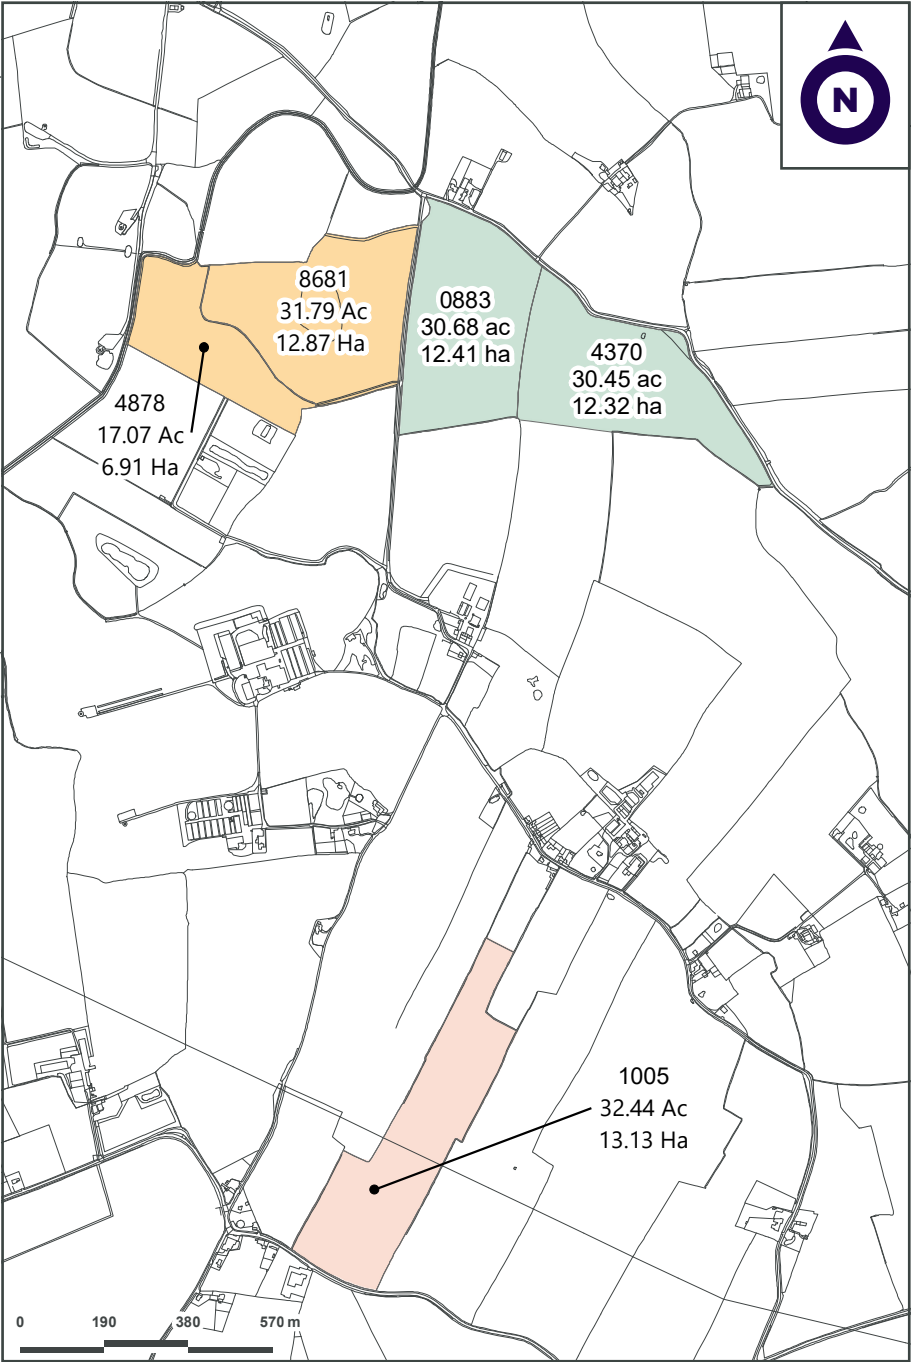 N
8681
31.79 Ac
12.87 Ha
0883
30.68 ac
12.41 ha
4370
30.45 ac
12.32 ha
4878
17.07 Ac
6.91 Ha
1005
32.44 Ac
13.13 Ha
0 190 380 570 m